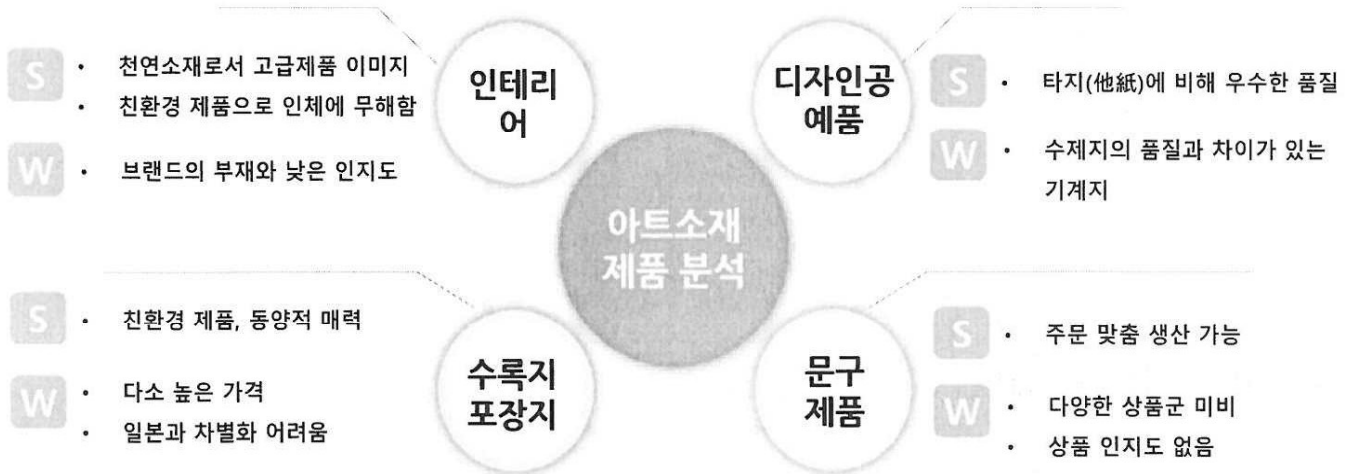 S
• 천연소재로서 고급제품 이미지
• 친환경 제품으로 인체에 무해함
W
• 브랜드의 부재와 낮은 인지도
인테리
어
디자인공
예품
S
• 타지(他紙)에 비해 우수한 품질
W
• 수제지의 품질과 차이가 있는
기계지
아트소재
제품 분석
S
• 친환경 제품, 동양적 매력
W
• 다소 높은 가격
• 일본과 차별화 어려움
수록지
포장지
문구
제품
S
• 주문 맞춤 생산 가능
W
• 다양한 상품군 미비
• 상품 인지도 없음